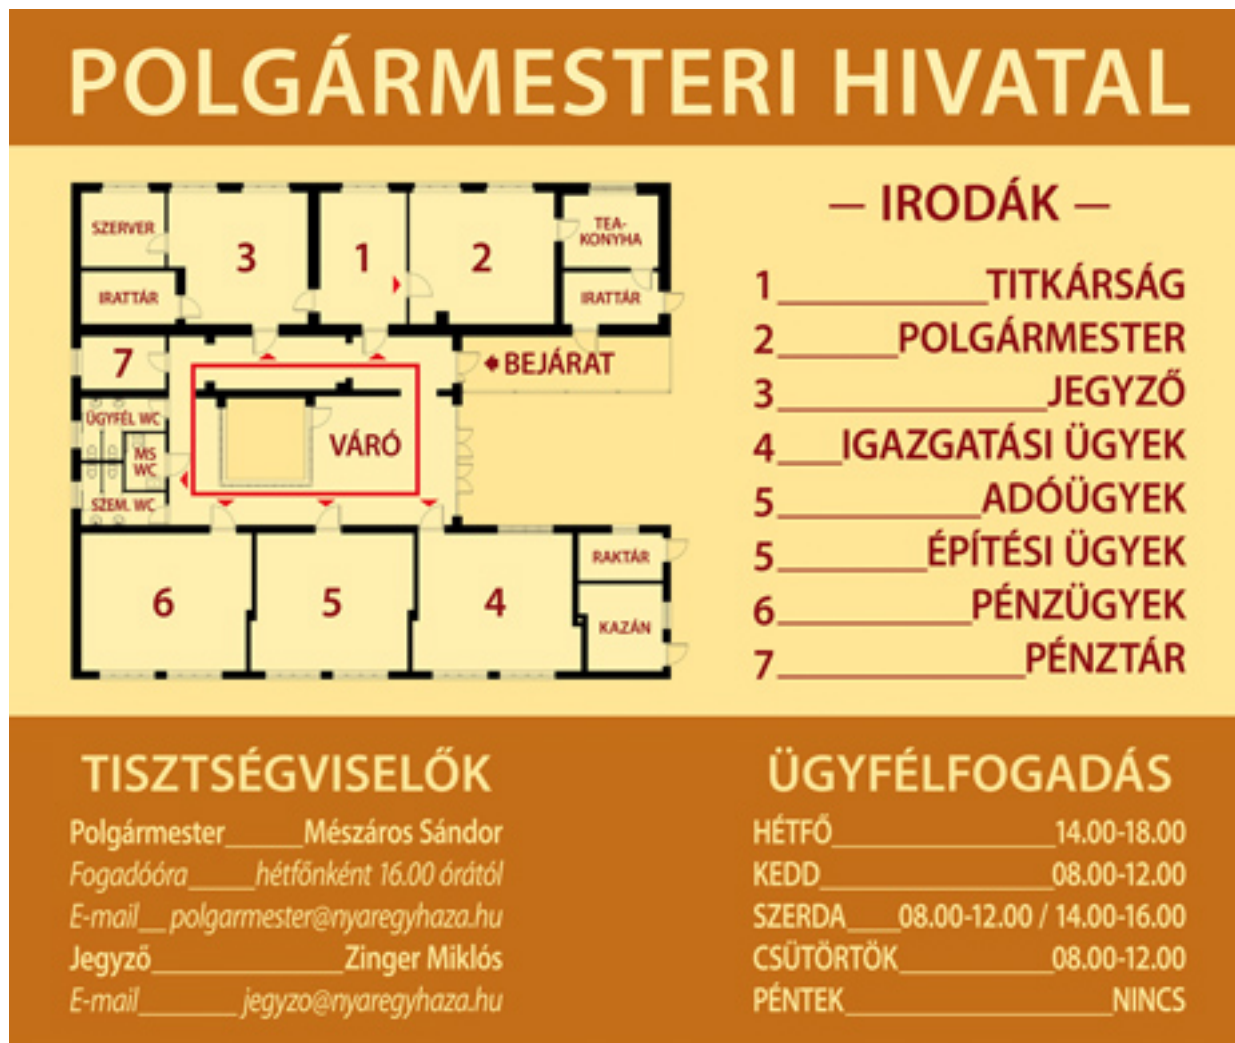 POLGÁRMESTERI HIVATAL
SZERVER
3
1
2
TEA-
KONYHA
IRATTÁR
IRATTÁR
7
BEJÁRAT
ÜGYFÉL WC
MS
WC
VÁRÓ
SZEM. WC
6
5
4
RAKTÁR
KAZÁN
— IRODÁK —
1 TITKÁRSÁG
2 POLGÁRMESTER
3 JEGYZŐ
4 IGAZGATÁSI ÜGYEK
5 ADÓÜGYEK
5 ÉPÍTÉSI ÜGYEK
6 PÉNZÜGYEK
7 PÉNZTÁR
TISZTSÉGVISELŐK
Polgármester Mészáros Sándor
Fogadóóra hétfőnként 16.00 órától
E-mail polgarmester@nyaregyhaza.hu
Jegyző Zinger Miklós
E-mail jegyzo@nyaregyhaza.hu
ÜGYFÉLFOGADÁS
HÉTFŐ 14.00-18.00
KEDD 08.00-12.00
SZERDA 08.00-12.00 / 14.00-16.00
CSÜTÖRTÖK 08.00-12.00
PÉNTEK NINCS